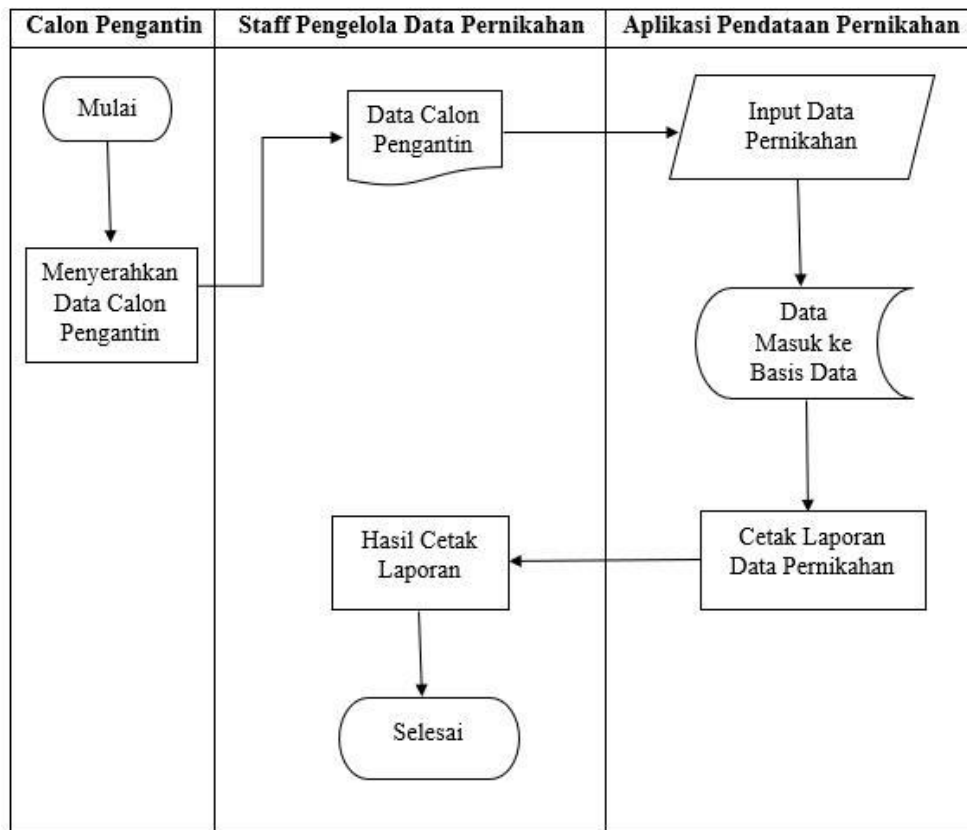 Calon Pengantin
Staff Pengelola Data Pernikahan
Aplikasi Pendataan Pernikahan
Mulai
Menyerahkan
Data Calon
Pengantin
Data Calon
Pengantin
Input Data
Pernikahan
Data
Masuk ke
Basis Data
Cetak Laporan
Data Pernikahan
Hasil Cetak
Laporan
Selesai